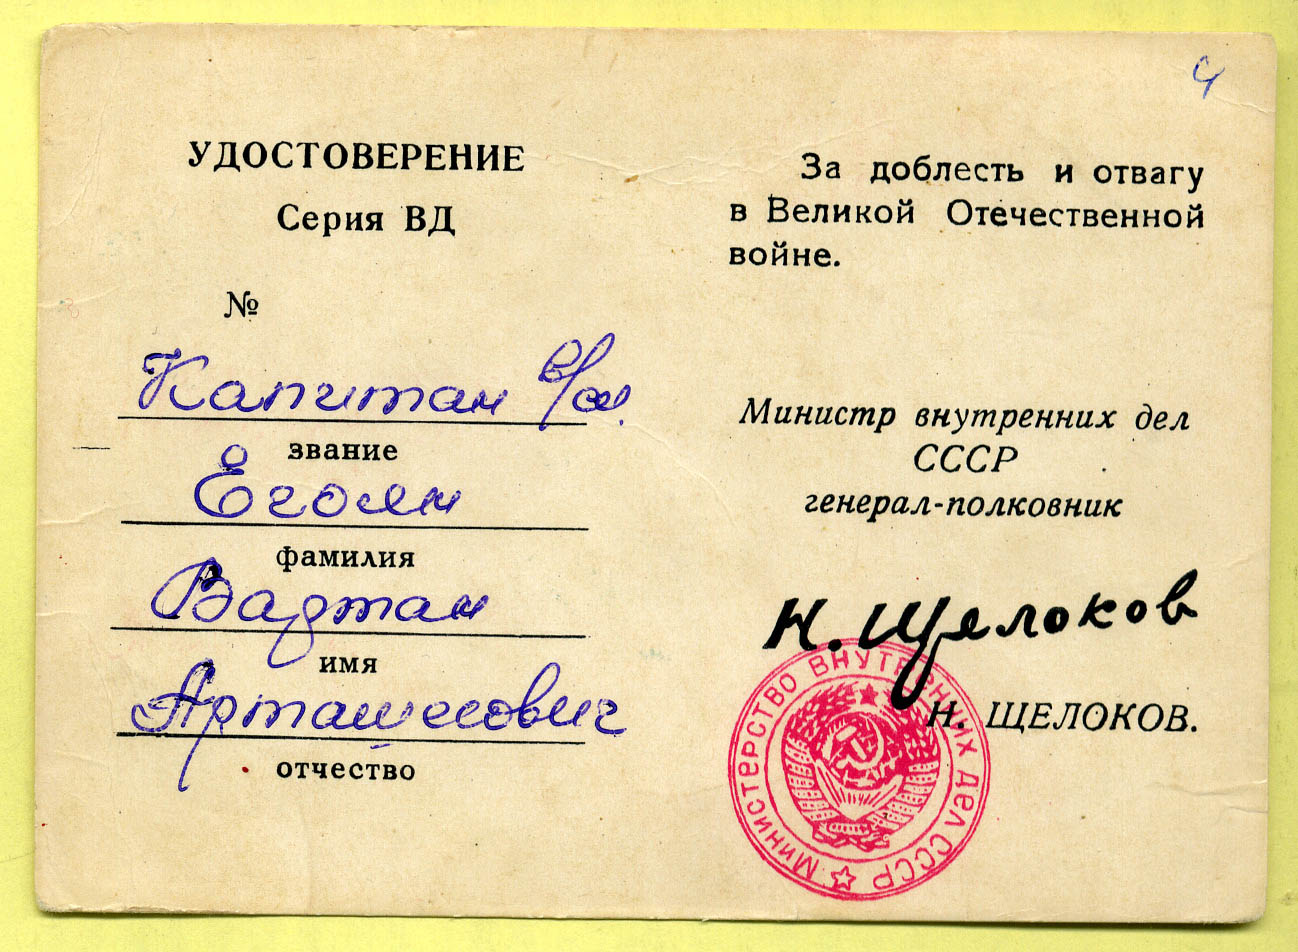 ч
УДОСТОВЕРЕНИЕ
Серия ВД
№
Капитан в/сл.
звание
Егоян
фамилия
Вартан
имя
Арташесович
отчество
За доблесть и отвагу
в Великой Отечественной
войне.
Министр внутренних дел
СССР
генерал-полковник
Н. Щелоков
Н. ЩЕЛОКОВ.
МИНИСТЕРСТВО ВНУТРЕННИХ ДЕЛ СССР